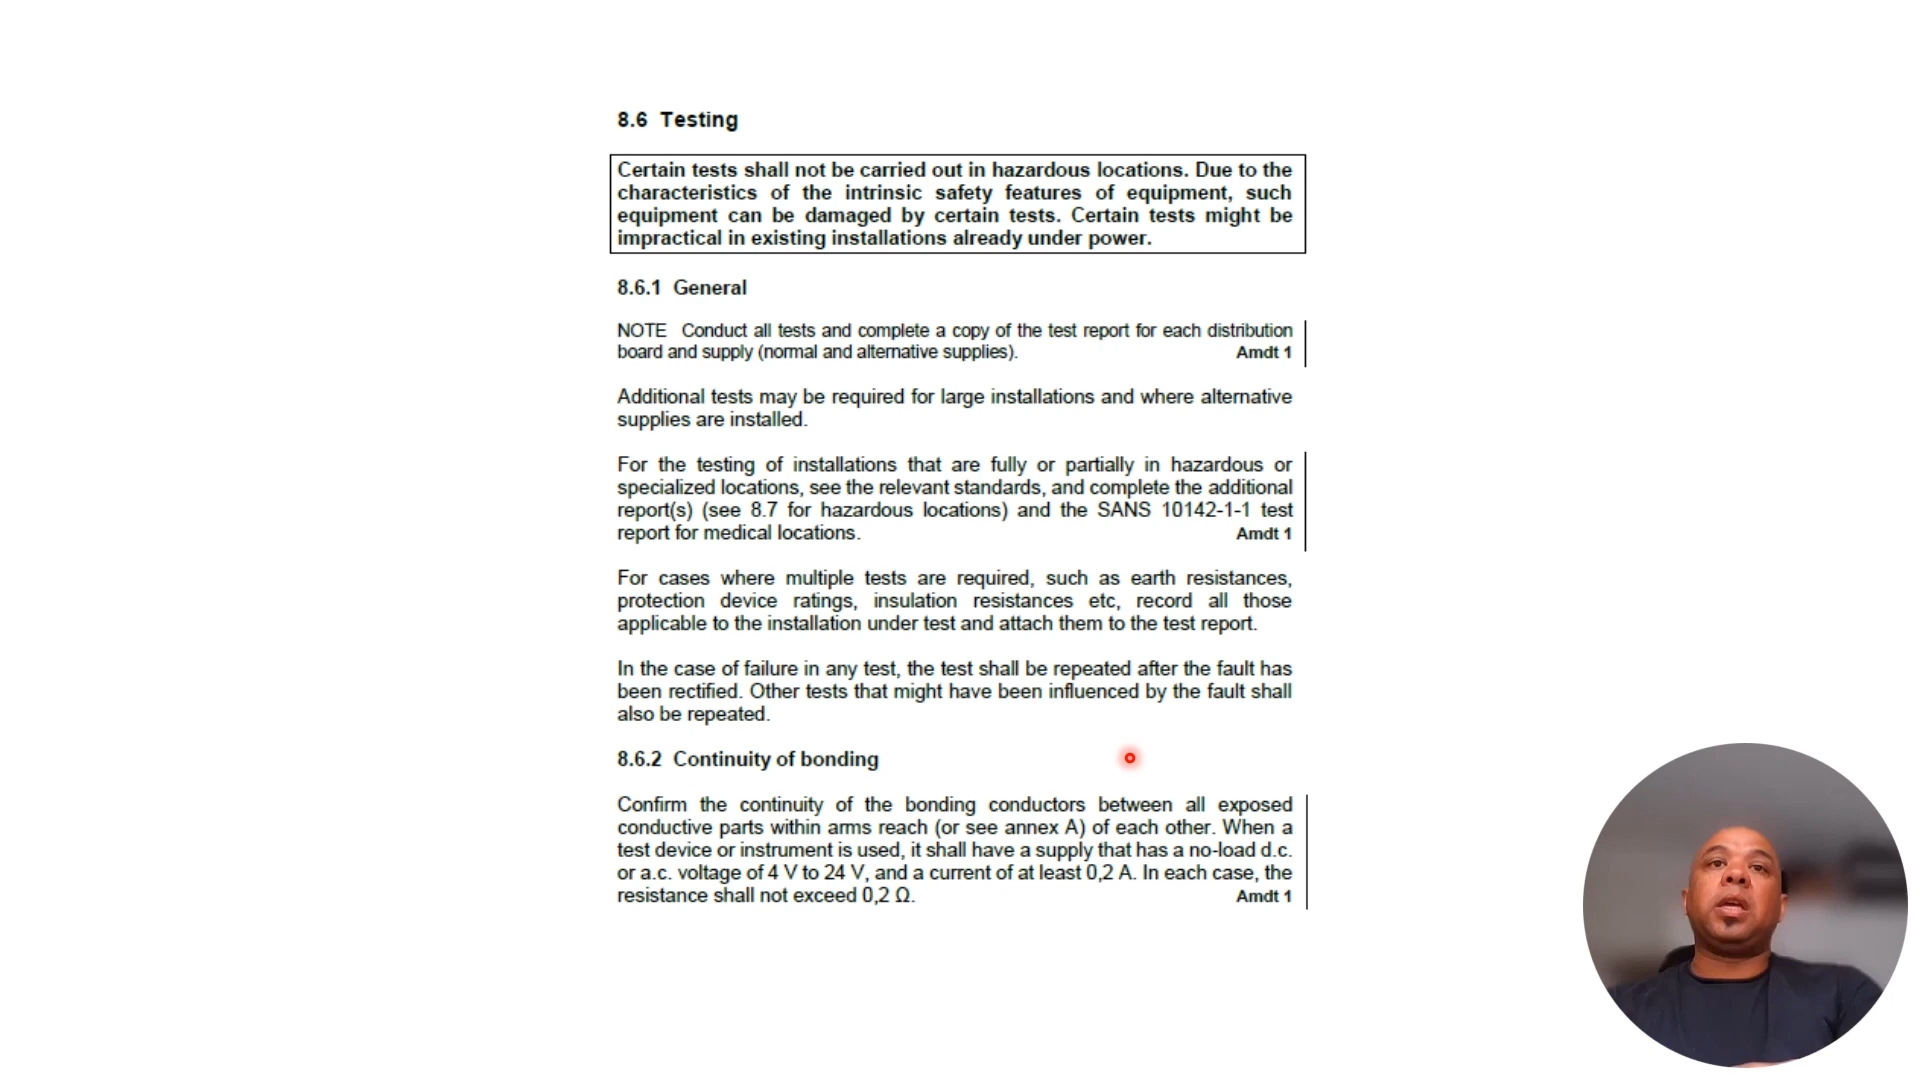 8.6 Testing
Certain tests shall not be carried out in hazardous locations. Due to the
characteristics of the intrinsic safety features of equipment, such
equipment can be damaged by certain tests. Certain tests might be
impractical in existing installations already under power.
8.6.1 General
NOTE Conduct all tests and complete a copy of the test report for each distribution
board and supply (normal and alternative supplies). Amdt 1
Additional tests may be required for large installations and where alternative
supplies are installed.
For the testing of installations that are fully or partially in hazardous or
specialized locations, see the relevant standards, and complete the additional
report(s) (see 8.7 for hazardous locations) and the SANS 10142-1-1 test
report for medical locations. Amdt 1
For cases where multiple tests are required, such as earth resistances,
protection device ratings, insulation resistances etc, record all those
applicable to the installation under test and attach them to the test report.
In the case of failure in any test, the test shall be repeated after the fault has
been rectified. Other tests that might have been influenced by the fault shall
also be repeated.
8.6.2 Continuity of bonding
Confirm the continuity of the bonding conductors between all exposed
conductive parts within arms reach (or see annex A) of each other. When a
test device or instrument is used, it shall have a supply that has a no-load d.c.
or a.c. voltage of 4 V to 24 V, and a current of at least 0,2 A. In each case, the
resistance shall not exceed 0,2 Ω. Amdt 1